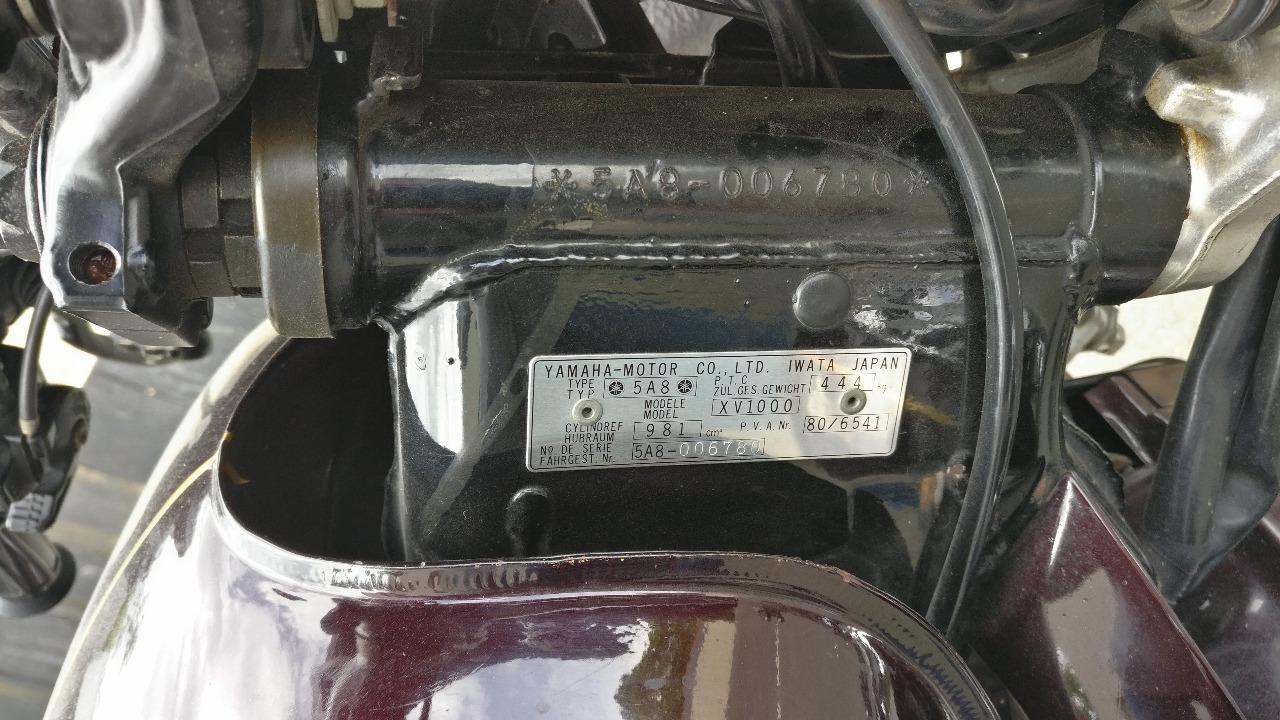 *5A8-006780*
YAMAHA-MOTOR CO.,LTD. IWATA JAPAN
TYPE
TYP 5A8 P.T.C.
ZUL.GES.GEWICHT 444 kg
MODELE
MODEL XV1000
CYLINDREE
HUBRAUM 981 cm³ P.V.A.Nr. 80/6541
No DE SERIE
FAHRGEST Nr. 5A8-006780